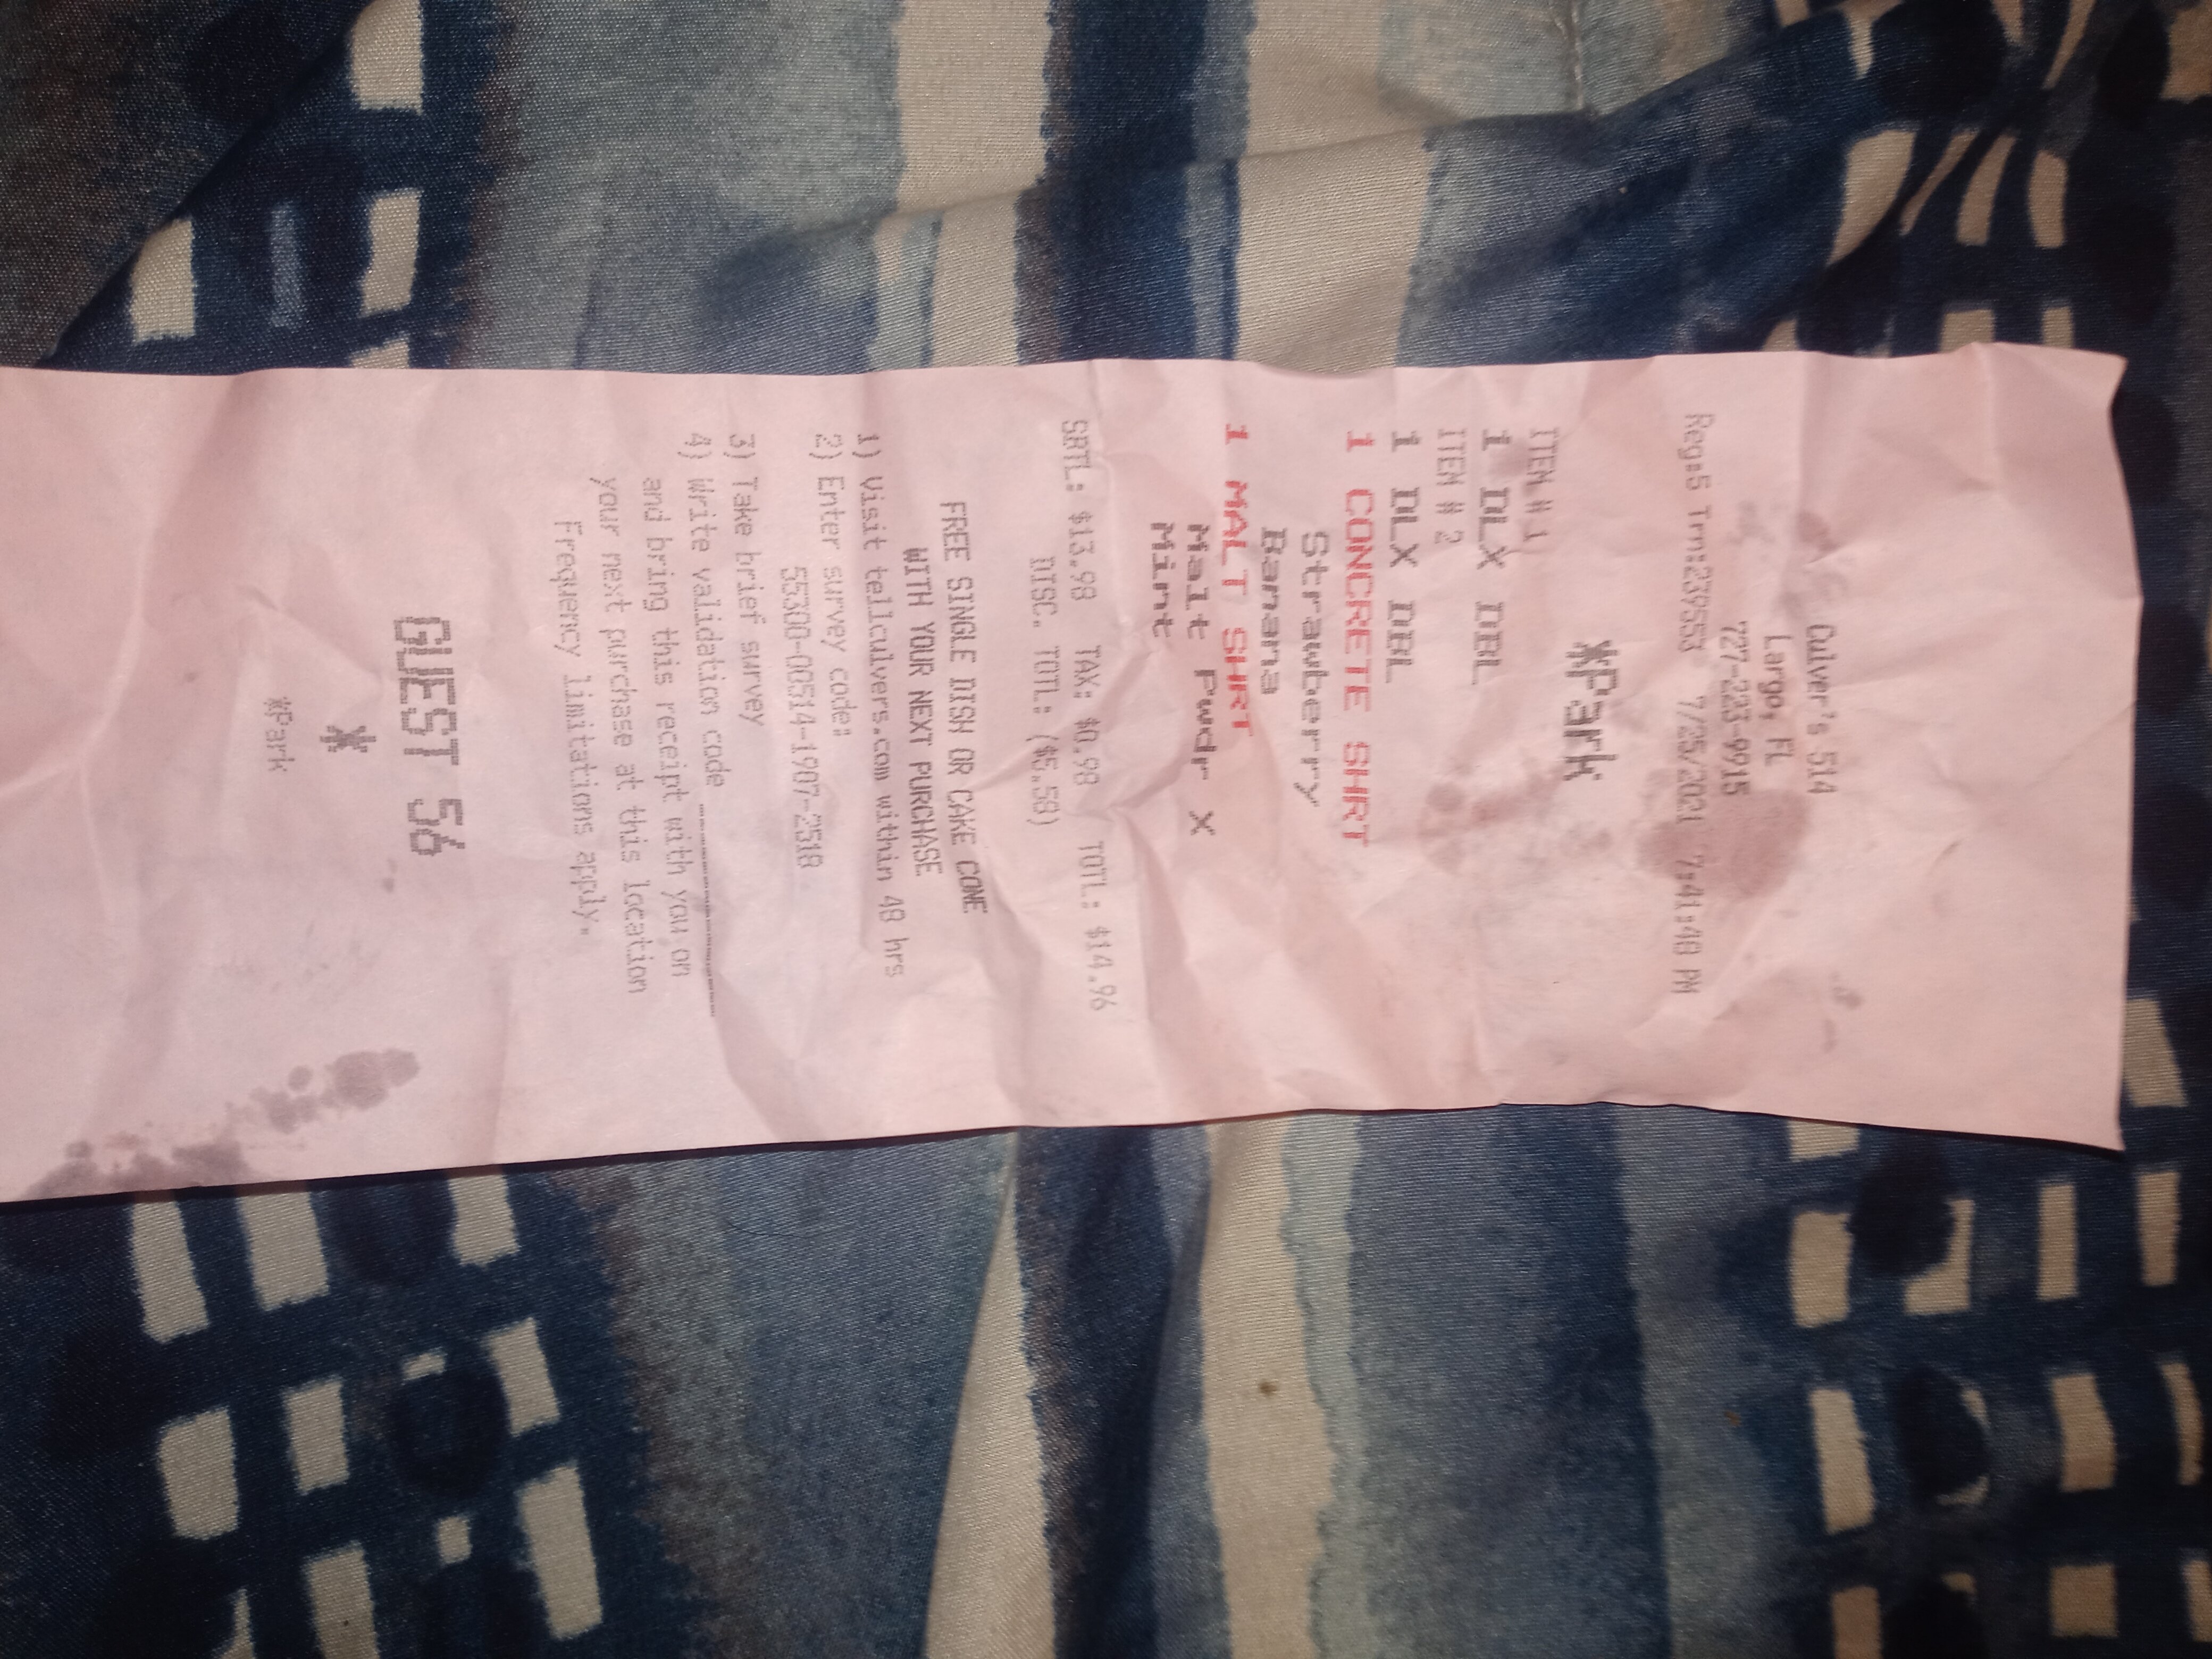 Culver's 514
Largo, FL
727-223-9915
Reg:5 Trn:239553 7/25/2021 7:41:48 PM
*Park
ITEM # 1
1 DLX DBL
ITEM # 2
1 DLX DBL
1 CONCRETE SHRT
Strawberry
Banana
1 MALT SHRT
Malt Pwdr X
Mint
SBTL: $13.98 TAX: $0.98 TOTL: $14.96
DISC. TOTL: ($5.58)
FREE SINGLE DISH OR CAKE CONE
WITH YOUR NEXT PURCHASE
1) Visit tellculvers.com within 48 hrs
2) Enter survey code:
55300-00514-1907-2518
3) Take brief survey
4) Write validation code ____________
and bring this receipt with you on
your next purchase at this location
Frequency limitations apply.
GUEST 56
*
*Park